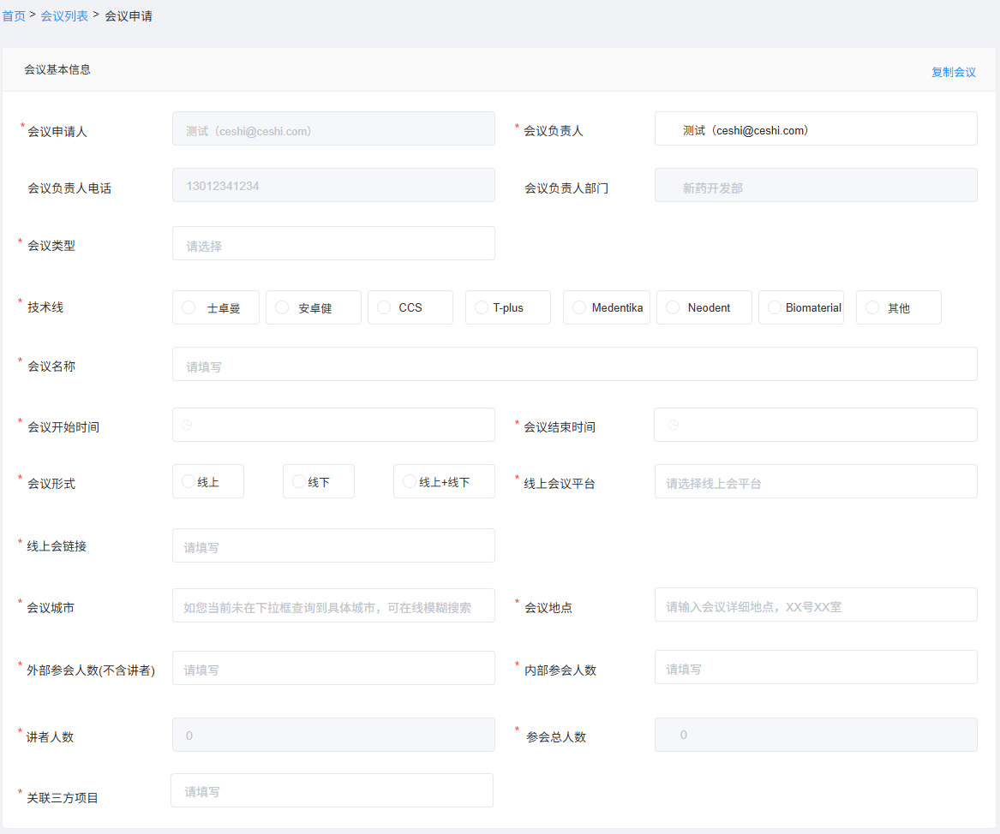 首页 > 会议列表 > 会议申请
会议基本信息 复制会议
* 会议申请人 测试（ceshi@ceshi.com） * 会议负责人 测试（ceshi@ceshi.com）
会议负责人电话 13012341234 会议负责人部门 新药开发部
* 会议类型 请选择
* 技术线 士卓曼 安卓健 CCS T-plus Medentika Neodent Biomaterial 其他
* 会议名称 请填写
* 会议开始时间 * 会议结束时间
* 会议形式 线上 线下 线上+线下 * 线上会议平台 请选择线上会平台
* 线上会链接 请填写
* 会议城市 如您当前未在下拉框查询到具体城市，可在线模糊搜索 * 会议地点 请输入会议详细地点，XX号XX室
* 外部参会人数(不含讲者) 请填写 * 内部参会人数 请填写
* 讲者人数 0 * 参会总人数 0
* 关联三方项目 请填写